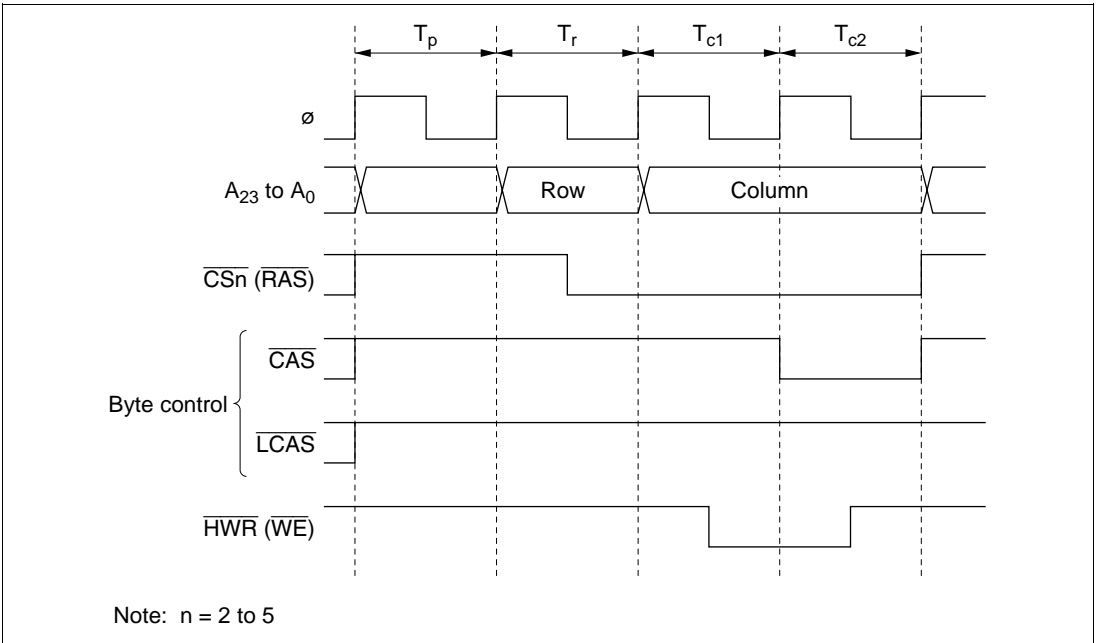 Tp Tr Tc1 Tc2
ø
A23 to A0 Row Column
CSn (RAS)
CAS
Byte control
LCAS
HWR (WE)
Note: n = 2 to 5